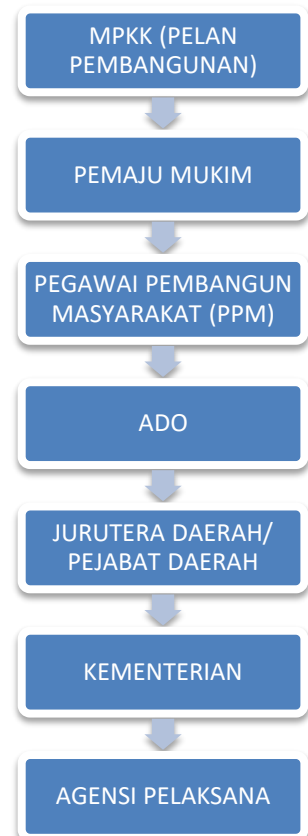 MPKK (PELAN
PEMBANGUNAN)
PEMAJU MUKIM
PEGAWAI PEMBANGUN
MASYARAKAT (PPM)
ADO
JURUTERA DAERAH/
PEJABAT DAERAH
KEMENTERIAN
AGENSI PELAKSANA